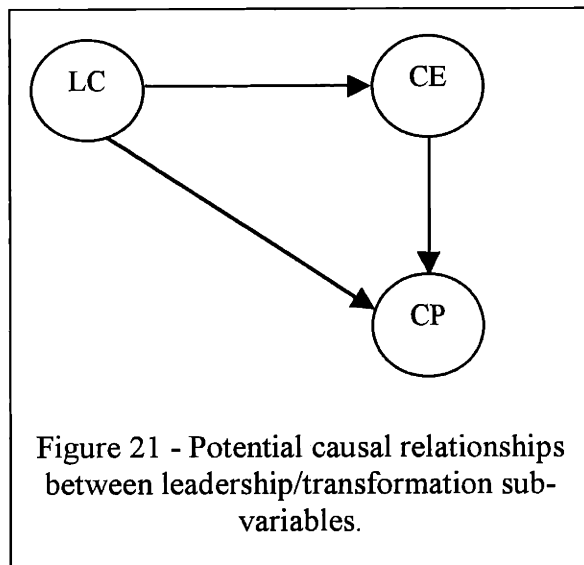 LC
CE
CP
Figure 21 - Potential causal relationships
between leadership/transformation sub-
variables.